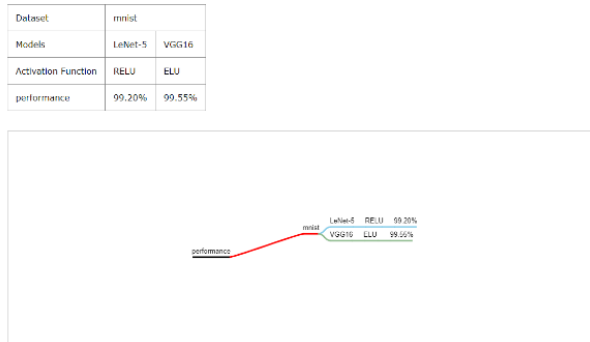 Dataset mnist
Models LeNet-5 VGG16
Activation Function RELU ELU
performance 99.20% 99.55%
LeNet-5 RELU 99.20%
mnist
VGG16 ELU 99.55%
performance